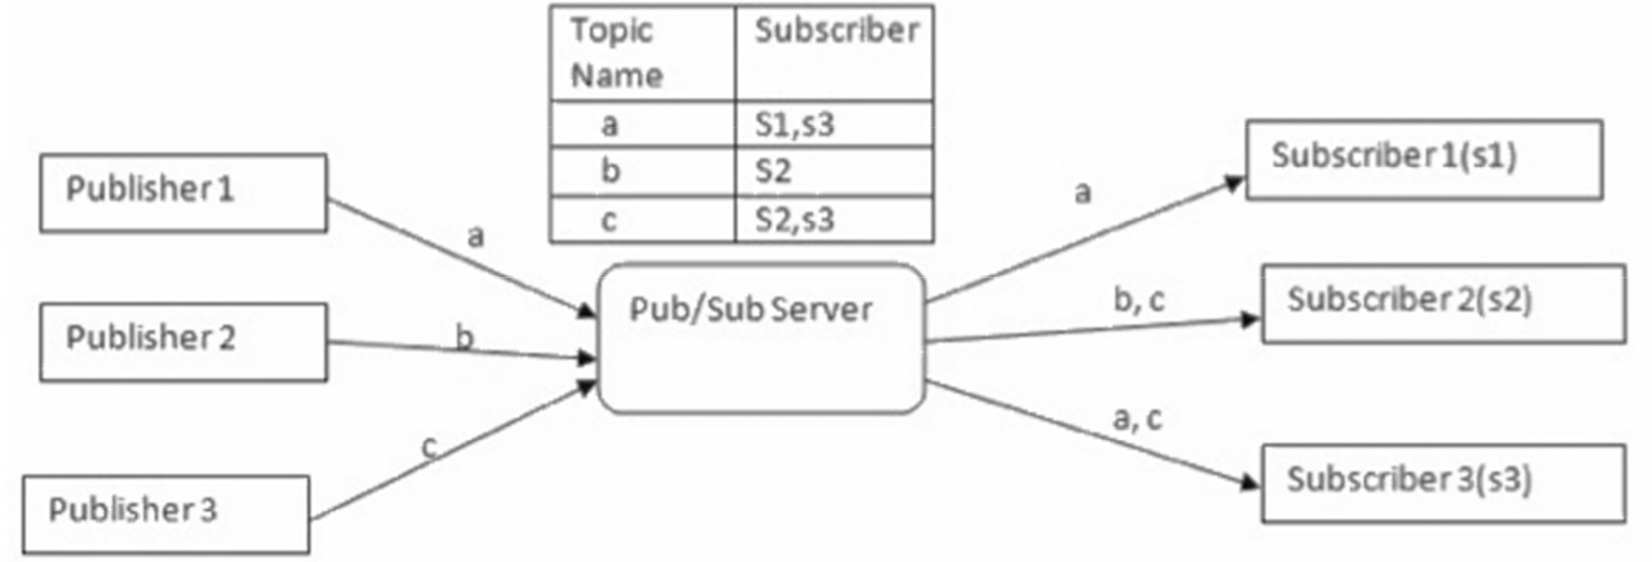 Topic Name Subscriber
a S1,s3
b S2
c S2,s3
Publisher 1
a
Publisher 2
b
Publisher 3
c
Pub/Sub Server
a
Subscriber 1(s1)
b, c
Subscriber 2(s2)
a, c
Subscriber 3(s3)